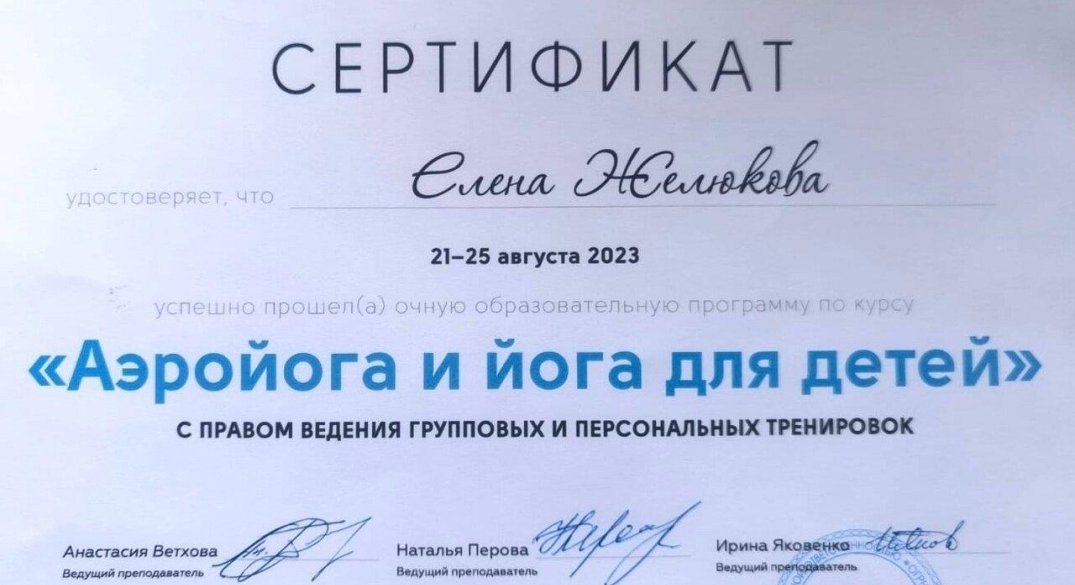 СЕРТИФИКАТ
удостоверяет, что Елена Желюкова
21–25 августа 2023
успешно прошел(а) очную образовательную программу по курсу
«Аэройога и йога для детей»
С ПРАВОМ ВЕДЕНИЯ ГРУППОВЫХ И ПЕРСОНАЛЬНЫХ ТРЕНИРОВОК
Анастасия Ветхова
Ведущий преподаватель
Наталья Перова
Ведущий преподаватель
Ирина Яковенко
Ведущий преподаватель